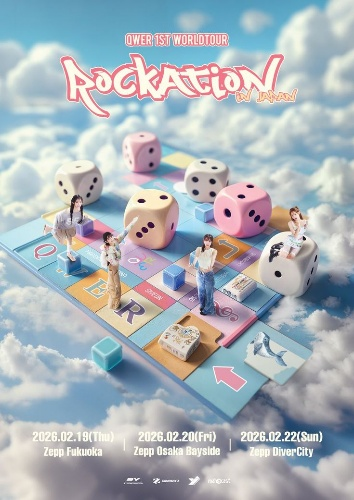 QWER 1ST WORLDTOUR
ROCKATION
IN JAPAN
Q
W
E
R
2026.02.19(Thu)
Zepp Fukuoka
2026.02.20(Fri)
Zepp Osaka Bayside
2026.02.22(Sun)
Zepp DiverCity